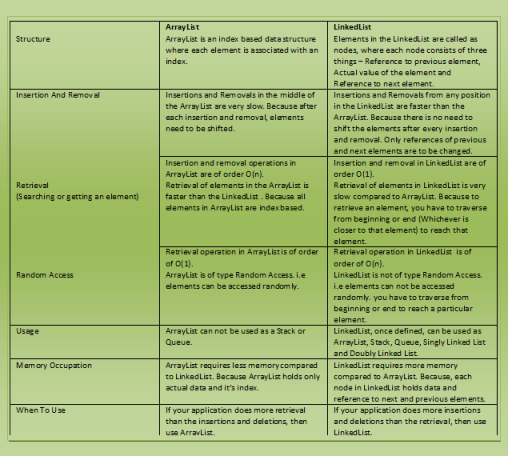 ArrayList
LinkedList
Structure
ArrayList is an index based data structure
where each element is associated with an
index.
Elements in the LinkedList are called as
nodes, where each node consists of three
things – Reference to previous element,
Actual value of the element and
Reference to next element.
Insertion And Removal
Insertions and Removals in the middle of
the ArrayList are very slow. Because after
each insertion and removal, elements
need to be shifted.
Insertions and Removals from any position
in the LinkedList are faster than the
ArrayList. Because there is no need to
shift the elements after every insertion
and removal. Only references of previous
and next elements are to be changed.
Insertion and removal operations in
ArrayList are of order O(n).
Insertion and removal in LinkedList are of
order O(1).
Retrieval
(Searching or getting an element)
Retrieval of elements in the ArrayList is
faster than the LinkedList . Because all
elements in ArrayList are index based.
Retrieval of elements in LinkedList is very
slow compared to ArrayList. Because to
retrieve an element, you have to traverse
from beginning or end (Whichever is
closer to that element) to reach that
element.
Retrieval operation in ArrayList is of order
of O(1).
Retrieval operation in LinkedList is of
order of O(n).
Random Access
ArrayList is of type Random Access. i.e
elements can be accessed randomly.
LinkedList is not of type Random Access.
i.e elements can not be accessed
randomly. you have to traverse from
beginning or end to reach a particular
element.
Usage
ArrayList can not be used as a Stack or
Queue.
LinkedList, once defined, can be used as
ArrayList, Stack, Queue, Singly Linked List
and Doubly Linked List.
Memory Occupation
ArrayList requires less memory compared
to LinkedList. Because ArrayList holds only
actual data and it's index.
LinkedList requires more memory
compared to ArrayList. Because, each
node in LinkedList holds data and
reference to next and previous elements.
When To Use
If your application does more retrieval
than the insertions and deletions, then
use ArrayList.
If your application does more insertions
and deletions than the retrieval, then use
LinkedList.